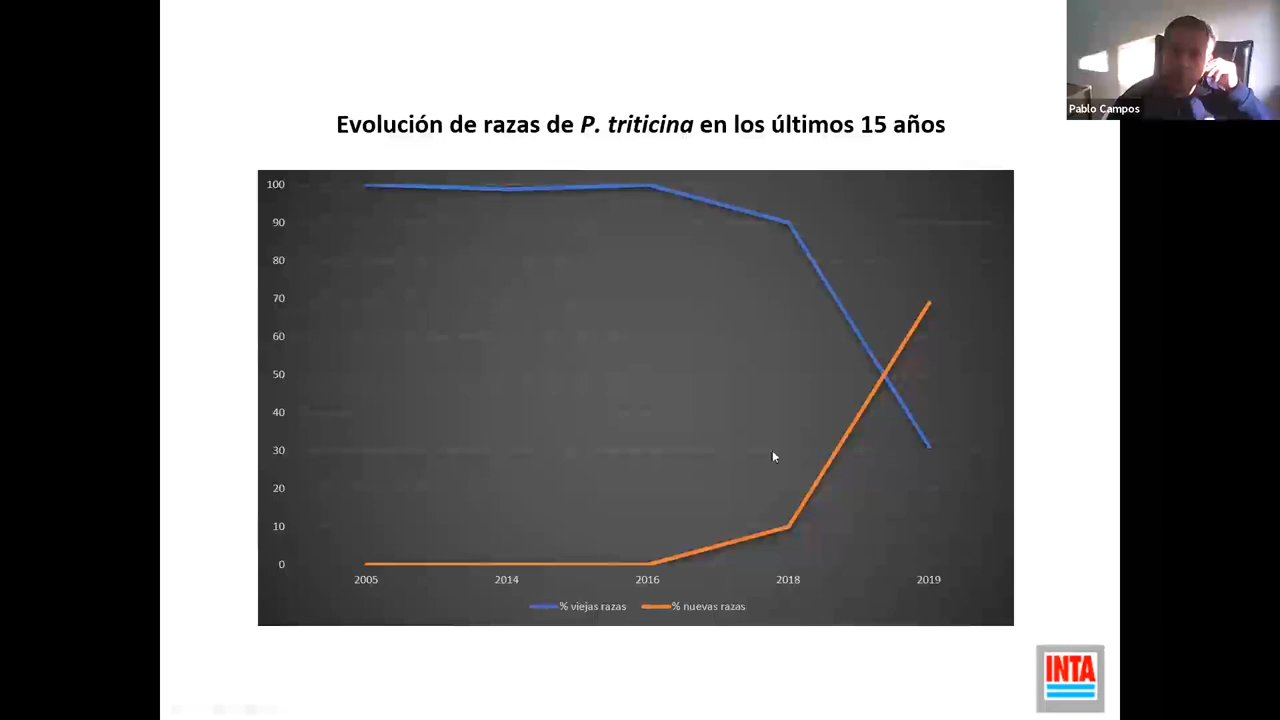 Pablo Campos
Evolución de razas de P. triticina en los últimos 15 años
100
90
80
70
60
50
40
30
20
10
0
2005 2014 2016 2018 2019
% viejas razas % nuevas razas
INTA